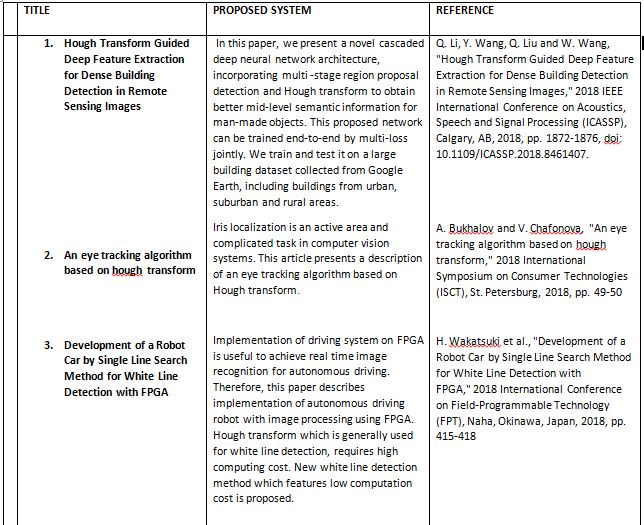 TITLE
PROPOSED SYSTEM
REFERENCE
1. Hough Transform Guided
Deep Feature Extraction
for Dense Building
Detection in Remote
Sensing Images
In this paper, we present a novel cascaded
deep neural network architecture,
incorporating multi -stage region proposal
detection and Hough transform to obtain
better mid-level semantic information for
man-made objects. This proposed network
can be trained end-to-end by multi-loss
jointly. We train and test it on a large
building dataset collected from Google
Earth, including buildings from urban,
suburban and rural areas.
Q. Li, Y. Wang, Q. Liu and W. Wang,
"Hough Transform Guided Deep Feature
Extraction for Dense Building Detection
in Remote Sensing Images," 2018 IEEE
International Conference on Acoustics,
Speech and Signal Processing (ICASSP),
Calgary, AB, 2018, pp. 1872-1876, doi:
10.1109/ICASSP.2018.8461407.
2. An eye tracking algorithm
based on hough transform
Iris localization is an active area and
complicated task in computer vision
systems. This article presents a description
of an eye tracking algorithm based on
Hough transform.
A. Bukhalov and V. Chafonova, "An eye
tracking algorithm based on hough
transform," 2018 International
Symposium on Consumer Technologies
(ISCT), St. Petersburg, 2018, pp. 49-50
3. Development of a Robot
Car by Single Line Search
Method for White Line
Detection with FPGA
Implementation of driving system on FPGA
is useful to achieve real time image
recognition for autonomous driving.
Therefore, this paper describes
implementation of autonomous driving
robot with image processing using FPGA.
Hough transform which is generally used
for white line detection, requires high
computing cost. New white line detection
method which features low computation
cost is proposed.
H. Wakatsuki et al., "Development of a
Robot Car by Single Line Search Method
for White Line Detection with
FPGA," 2018 International Conference
on Field-Programmable Technology
(FPT), Naha, Okinawa, Japan, 2018, pp.
415-418